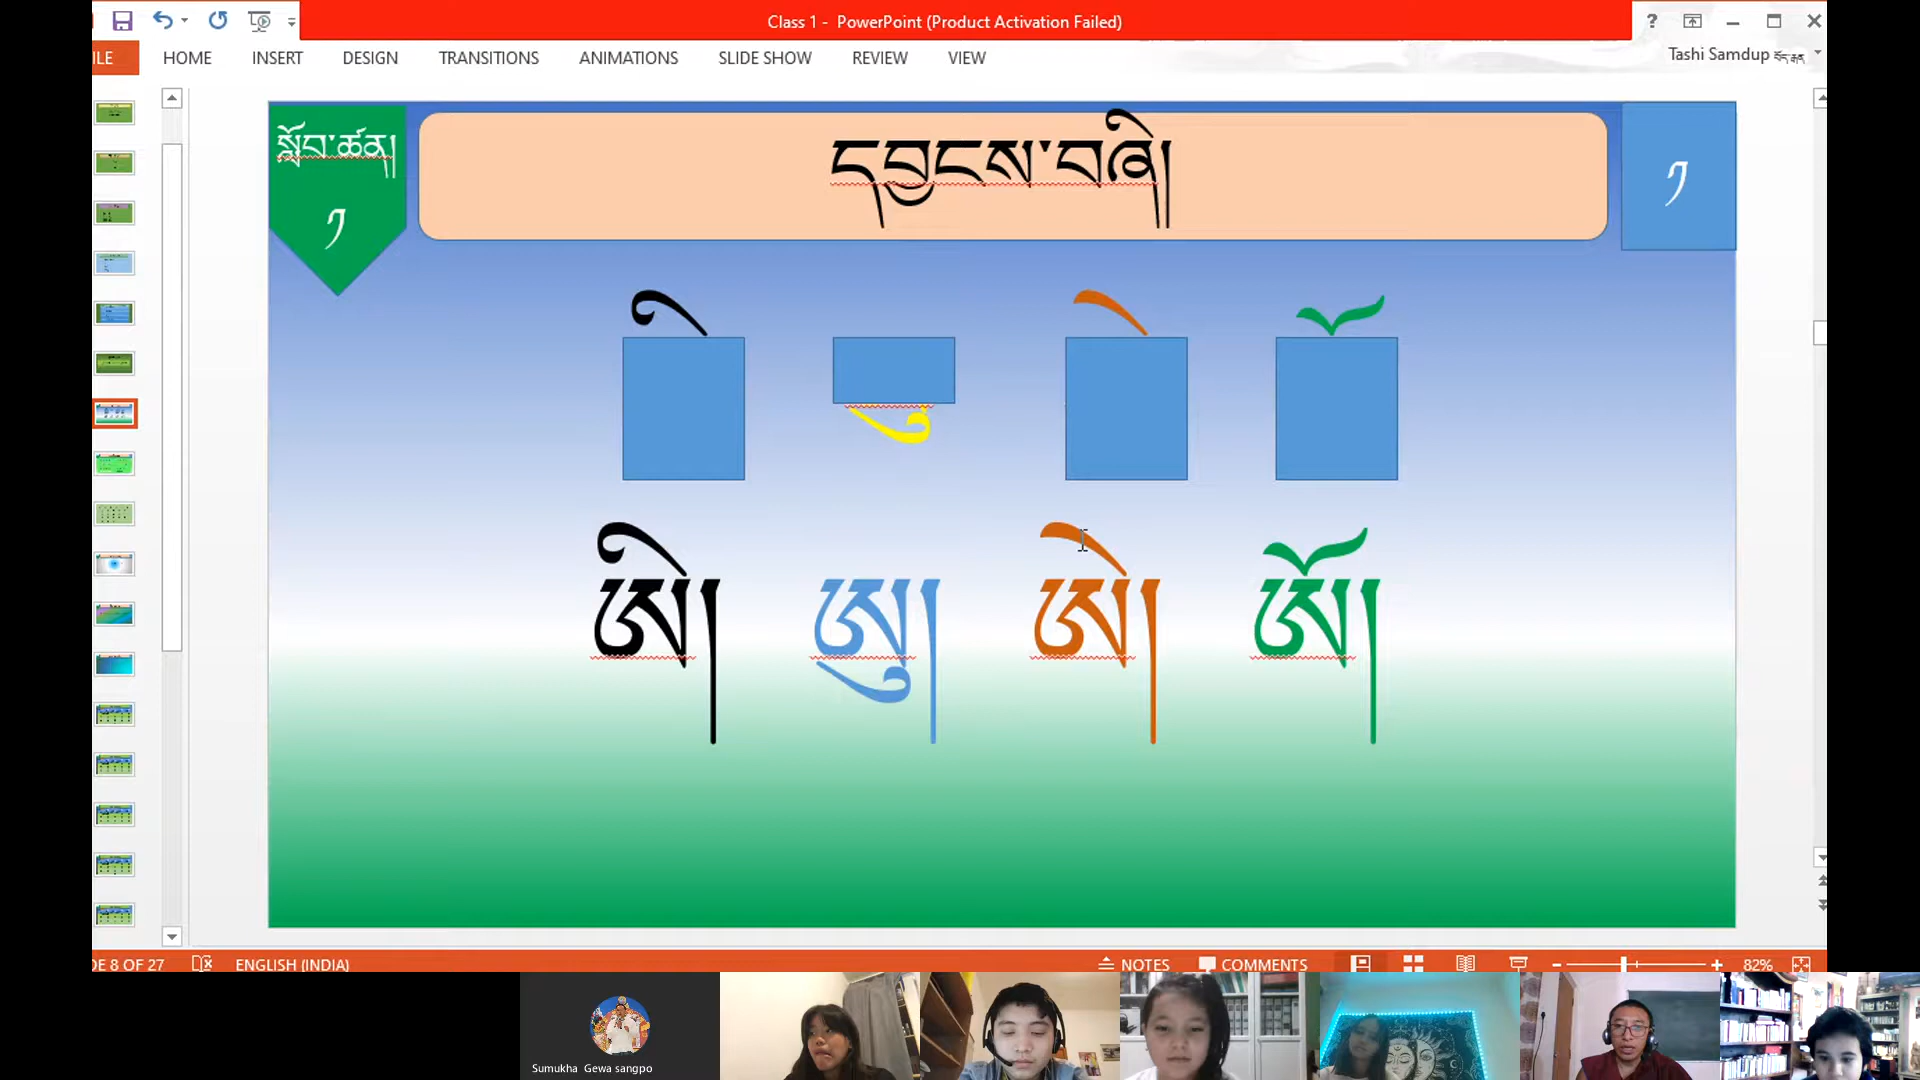 Class 1 - PowerPoint (Product Activation Failed)
ILE HOME INSERT DESIGN TRANSITIONS ANIMATIONS SLIDE SHOW REVIEW VIEW
Tashi Samdup
སློབ་ཚན།
༡
དབྱངས་བཞི།
༡
ི ུ ེ ོ
ཨི། ཨུ། ཨེ། ཨོ།
DE 8 OF 27 ENGLISH (INDIA) NOTES COMMENTS 82%
Sumukha Gewa sangpo